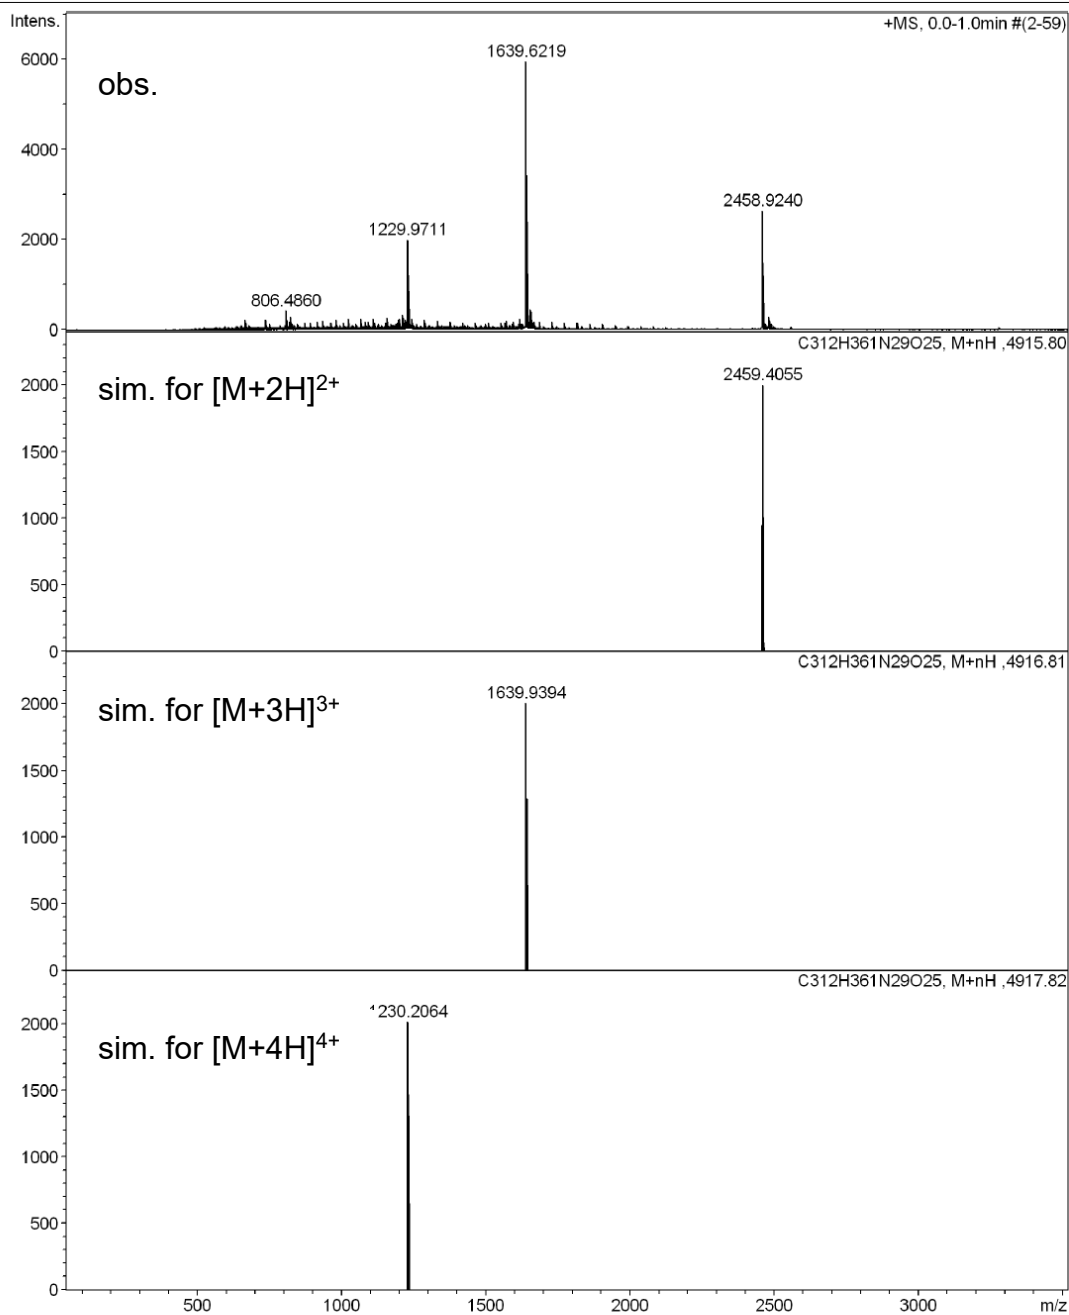 Intens.
+MS, 0.0-1.0min #(2-59)
6000
4000
2000
0
obs.
1639.6219
2458.9240
1229.9711
806.4860
C312H361N29O25, M+nH ,4915.80
sim. for [M+2H]²⁺
2459.4055
2000
1500
1000
500
0
C312H361N29O25, M+nH ,4916.81
sim. for [M+3H]³⁺
1639.9394
2000
1500
1000
500
0
C312H361N29O25, M+nH ,4917.82
sim. for [M+4H]⁴⁺
1230.2064
2000
1500
1000
500
0
500 1000 1500 2000 2500 3000 m/z